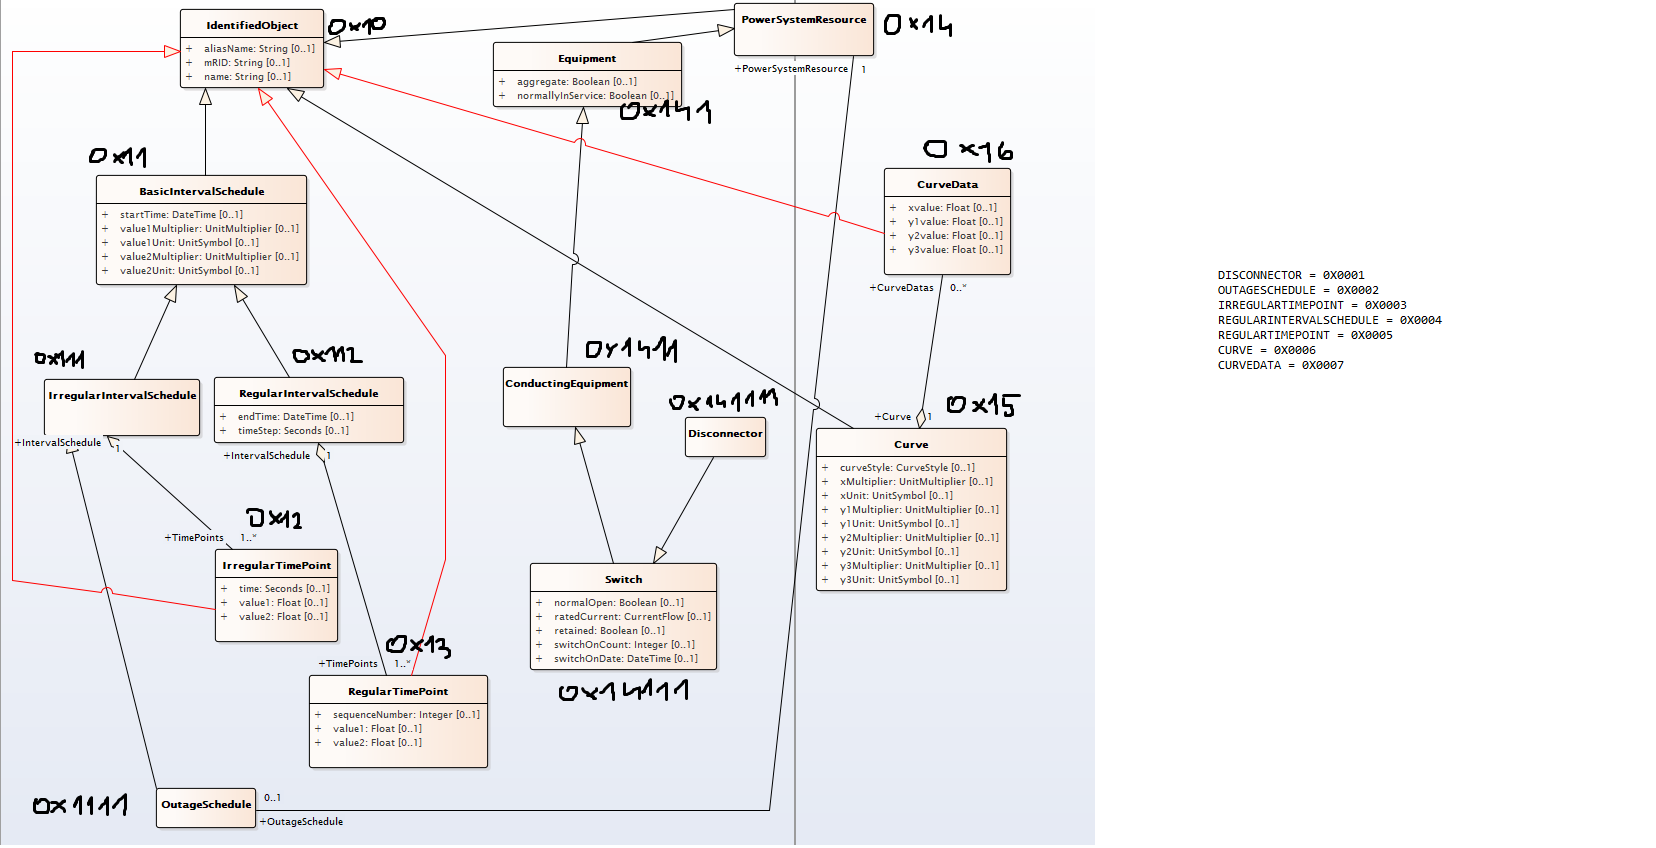 IdentifiedObject
+ aliasName: String [0..1]
+ mRID: String [0..1]
+ name: String [0..1]
0x10
PowerSystemResource
0x14
+PowerSystemResource 1
Equipment
+ aggregate: Boolean [0..1]
+ normallyInService: Boolean [0..1]
0x141
0x11
BasicIntervalSchedule
+ startTime: DateTime [0..1]
+ value1Multiplier: UnitMultiplier [0..1]
+ value1Unit: UnitSymbol [0..1]
+ value2Multiplier: UnitMultiplier [0..1]
+ value2Unit: UnitSymbol [0..1]
0x16
CurveData
+ xvalue: Float [0..1]
+ y1value: Float [0..1]
+ y2value: Float [0..1]
+ y3value: Float [0..1]
+CurveDatas 0..*
0x111
IrregularIntervalSchedule
+IntervalSchedule 1
0x112
RegularIntervalSchedule
+ endTime: DateTime [0..1]
+ timeStep: Seconds [0..1]
+IntervalSchedule 1
0x1411
ConductingEquipment
0x141111
Disconnector
+Curve 1
0x15
Curve
+ curveStyle: CurveStyle [0..1]
+ xMultiplier: UnitMultiplier [0..1]
+ xUnit: UnitSymbol [0..1]
+ y1Multiplier: UnitMultiplier [0..1]
+ y1Unit: UnitSymbol [0..1]
+ y2Multiplier: UnitMultiplier [0..1]
+ y2Unit: UnitSymbol [0..1]
+ y3Multiplier: UnitMultiplier [0..1]
+ y3Unit: UnitSymbol [0..1]
0x12
+TimePoints 1..*
IrregularTimePoint
+ time: Seconds [0..1]
+ value1: Float [0..1]
+ value2: Float [0..1]
Switch
+ normalOpen: Boolean [0..1]
+ ratedCurrent: CurrentFlow [0..1]
+ retained: Boolean [0..1]
+ switchOnCount: Integer [0..1]
+ switchOnDate: DateTime [0..1]
0x14111
0x13
+TimePoints 1..*
RegularTimePoint
+ sequenceNumber: Integer [0..1]
+ value1: Float [0..1]
+ value2: Float [0..1]
0x1111
OutageSchedule
0..1
+OutageSchedule
DISCONNECTOR = 0X0001
OUTAGESCHEDULE = 0X0002
IRREGULARTIMEPOINT = 0X0003
REGULARINTERVALSCHEDULE = 0X0004
REGULARTIMEPOINT = 0X0005
CURVE = 0X0006
CURVEDATA = 0X0007